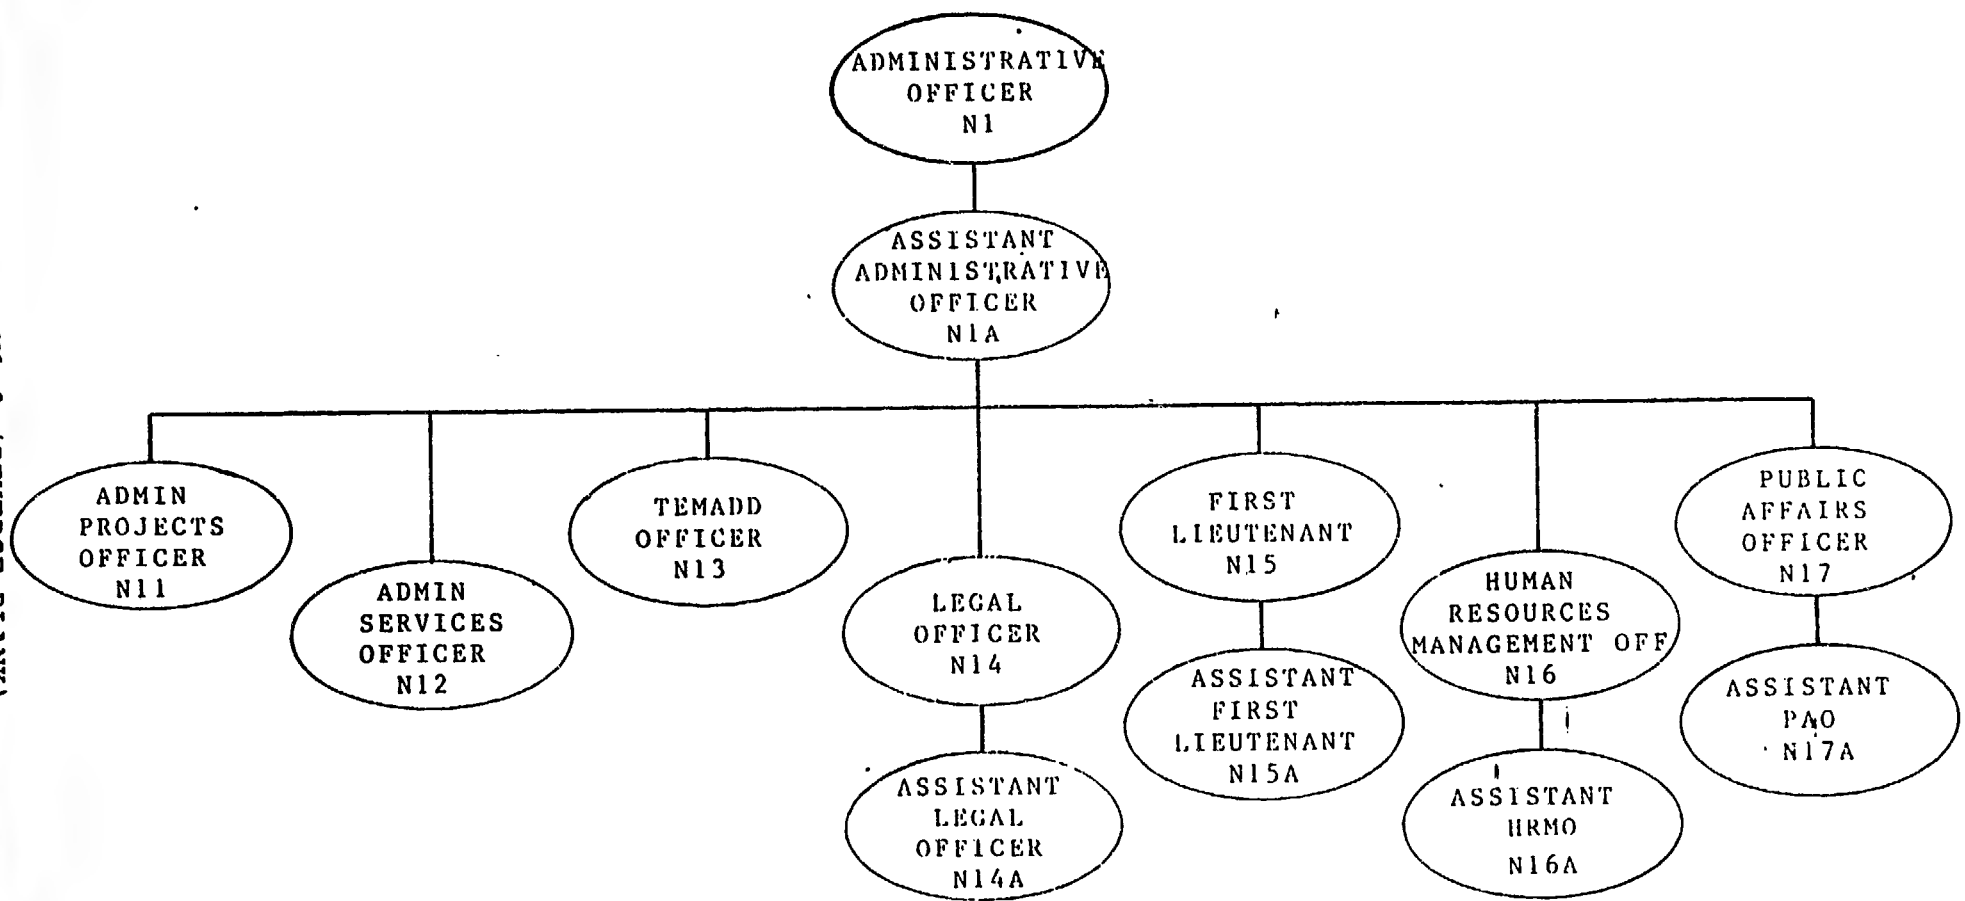 ADMINISTRATIVE
OFFICER
N1
ASSISTANT
ADMINISTRATIVE
OFFICER
N1A
ADMIN
PROJECTS
OFFICER
N11
ADMIN
SERVICES
OFFICER
N12
TEMADD
OFFICER
N13
LEGAL
OFFICER
N14
ASSISTANT
LEGAL
OFFICER
N14A
FIRST
LIEUTENANT
N15
ASSISTANT
FIRST
LIEUTENANT
N15A
HUMAN
RESOURCES
MANAGEMENT OFF
N16
ASSISTANT
HRMO
N16A
PUBLIC
AFFAIRS
OFFICER
N17
ASSISTANT
PAO
N17A